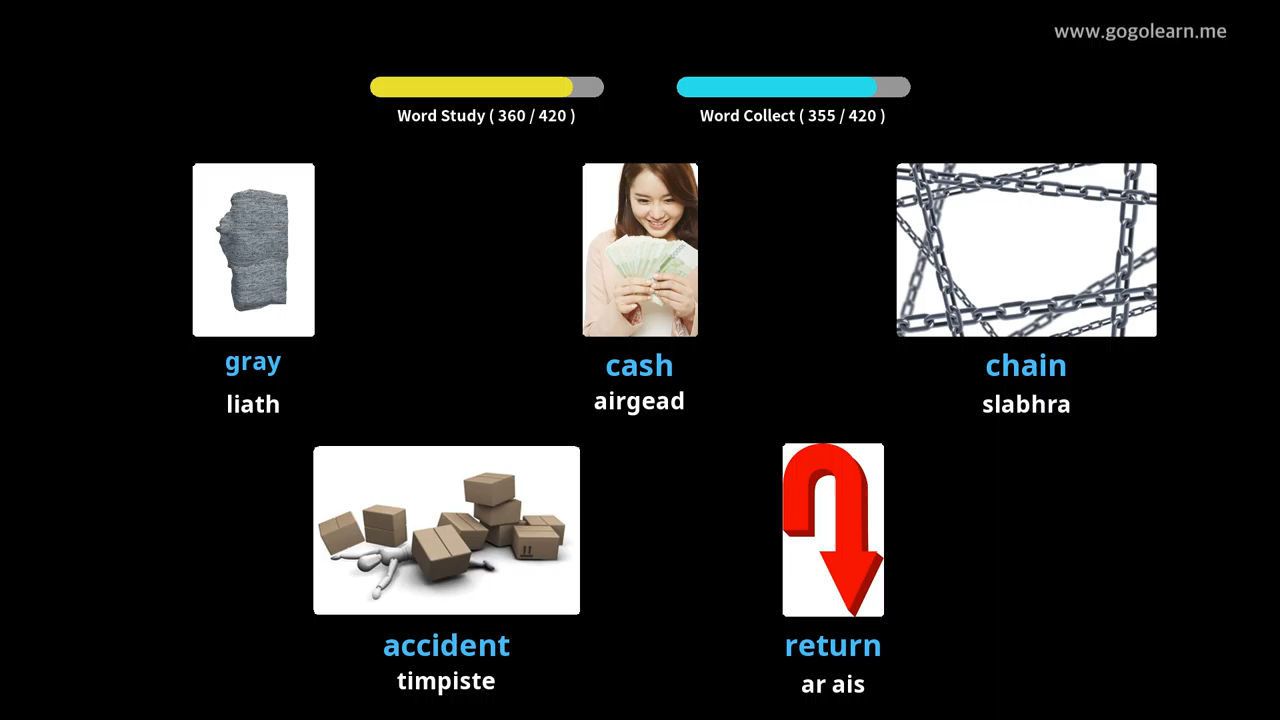 www.gogolearn.me
Word Study ( 360 / 420 )
Word Collect ( 355 / 420 )
gray
liath
cash
airgead
chain
slabhra
accident
timpiste
return
ar ais